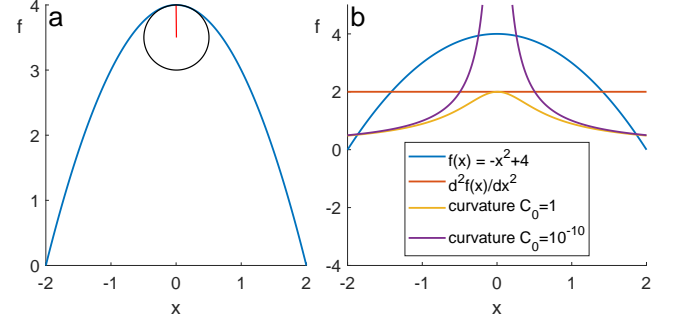 a
f
4
3
2
1
0
-2
-1
0
1
2
x
b
f
4
2
0
-2
-4
f(x) = -x²+4
d²f(x)/dx²
curvature C₀=1
curvature C₀=10⁻¹⁰
-2
-1
0
1
2
x